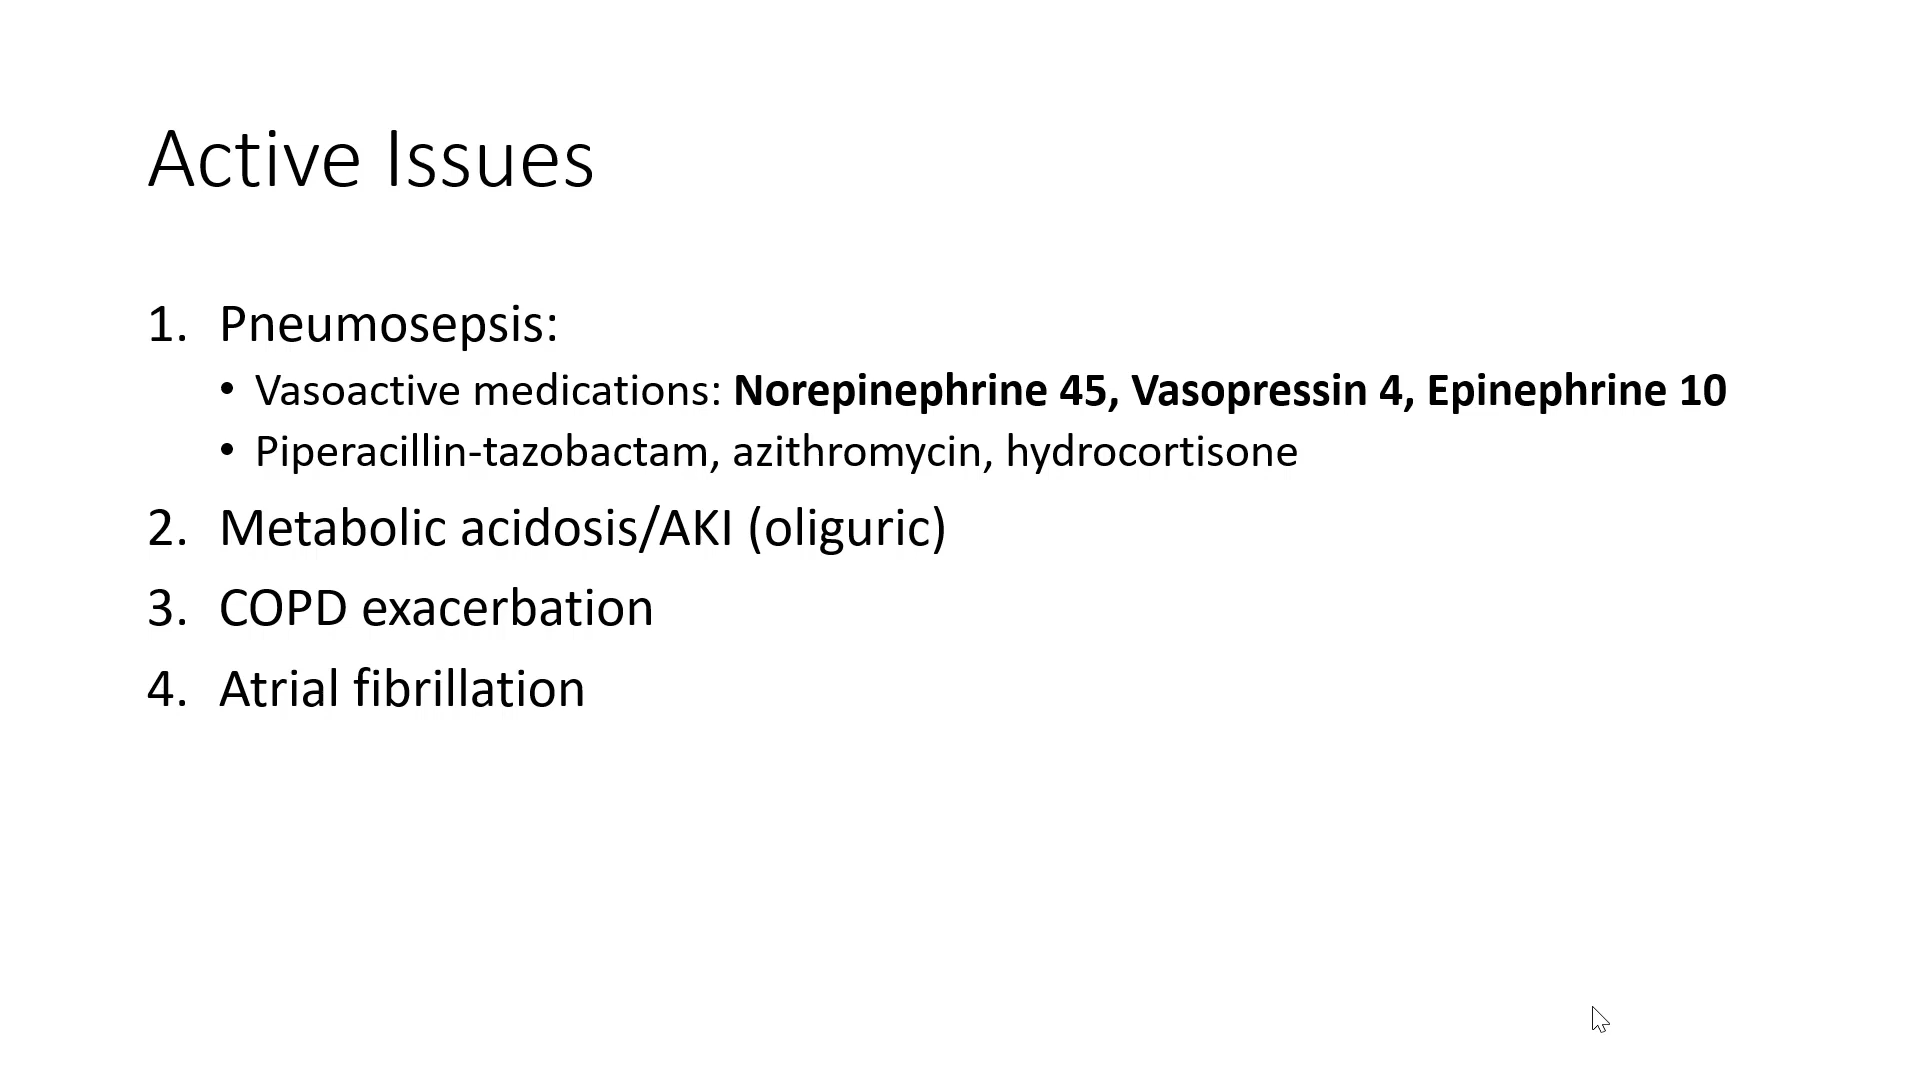 Active Issues
1. Pneumosepsis:
• Vasoactive medications: Norepinephrine 45, Vasopressin 4, Epinephrine 10
• Piperacillin-tazobactam, azithromycin, hydrocortisone
2. Metabolic acidosis/AKI (oliguric)
3. COPD exacerbation
4. Atrial fibrillation